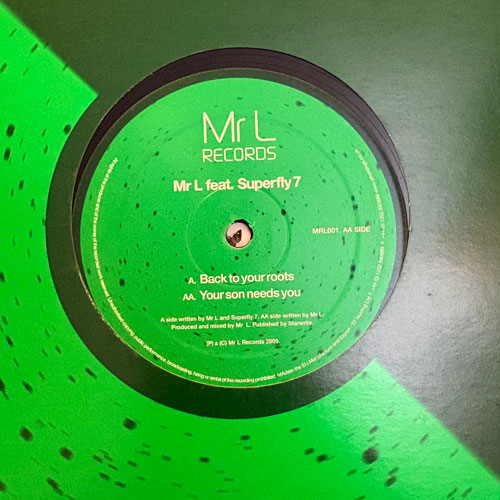 Mr L
RECORDS
Mr L feat. Superfly 7
MRL001. AA SIDE
A. Back to your roots
AA. Your son needs you
A side written by Mr L and Superfly 7. AA side written by Mr L.
Produced and mixed by Mr L. Published by Starwrite.
(P) & (C) Mr L Records 2005.